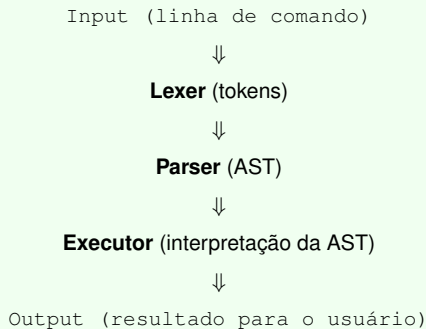 Input (linha de comando)
⇓
Lexer (tokens)
⇓
Parser (AST)
⇓
Executor (interpretação da AST)
⇓
Output (resultado para o usuário)